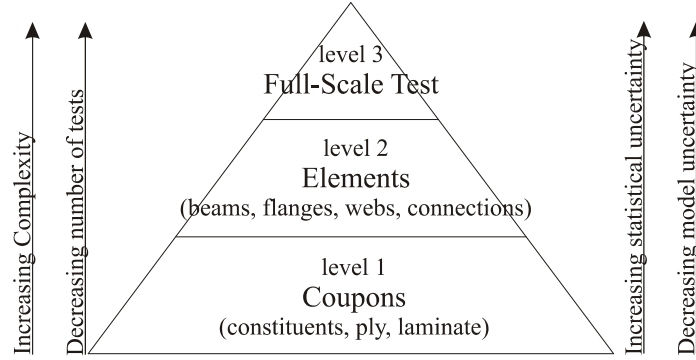 level 3
Full-Scale Test
level 2
Elements
(beams, flanges, webs, connections)
level 1
Coupons
(constituents, ply, laminate)
Increasing Complexity
Decreasing number of tests
Increasing statistical uncertainty
Decreasing model uncertainty